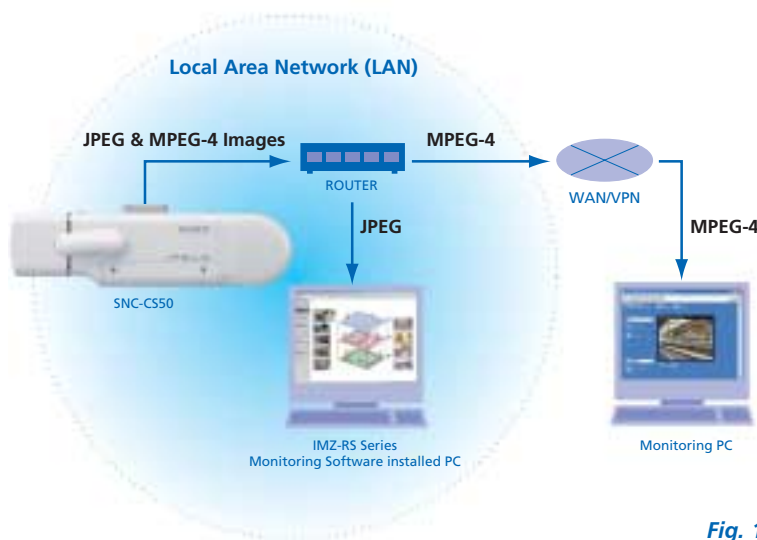 Local Area Network (LAN)
JPEG & MPEG-4 Images
MPEG-4
ROUTER
WAN/VPN
JPEG
MPEG-4
SNC-CS50
IMZ-RS Series
Monitoring Software installed PC
Monitoring PC
Fig. 1